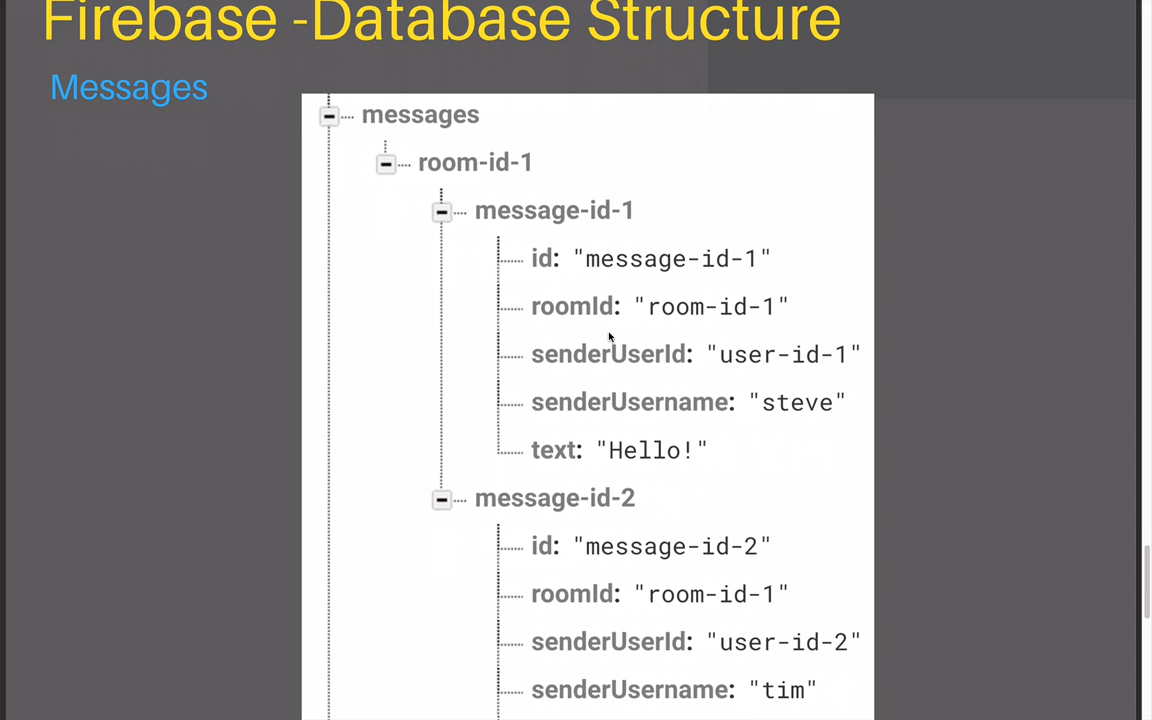 Firebase -Database Structure
Messages
messages
room-id-1
message-id-1
id: "message-id-1"
roomId: "room-id-1"
senderUserId: "user-id-1"
senderUsername: "steve"
text: "Hello!"
message-id-2
id: "message-id-2"
roomId: "room-id-1"
senderUserId: "user-id-2"
senderUsername: "tim"